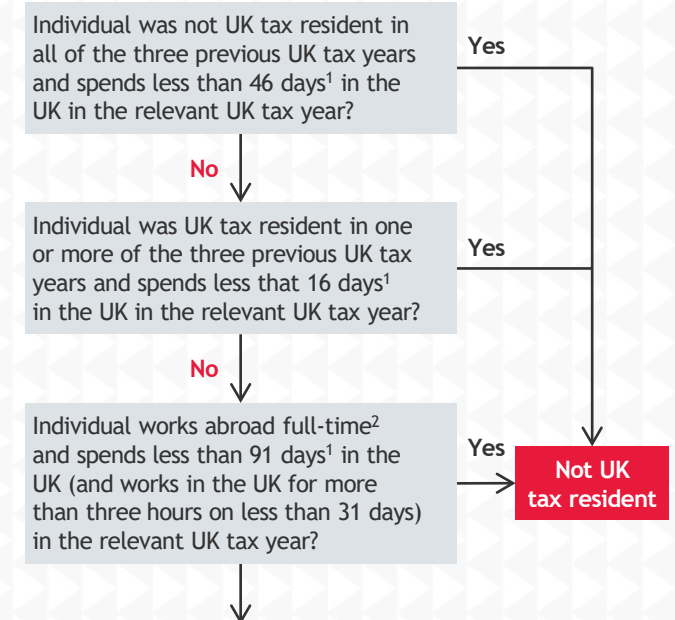 Individual was not UK tax resident in
all of the three previous UK tax years
and spends less than 46 days¹ in the
UK in the relevant UK tax year?
Yes
No
Individual was UK tax resident in one
or more of the three previous UK tax
years and spends less that 16 days¹
in the UK in the relevant UK tax year?
Yes
No
Individual works abroad full-time²
and spends less than 91 days¹ in the
UK (and works in the UK for more
than three hours on less than 31 days)
in the relevant UK tax year?
Yes
Not UK
tax resident